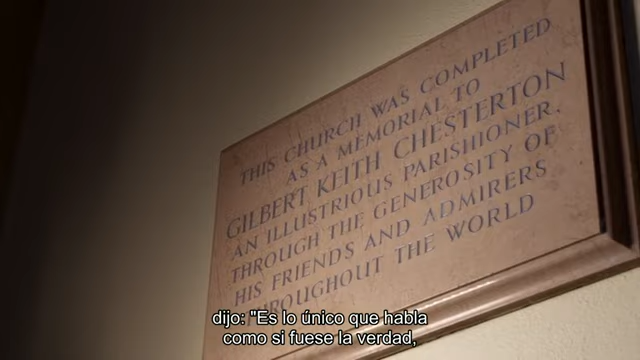 THIS CHURCH WAS COMPLETED
AS A MEMORIAL TO
GILBERT KEITH CHESTERTON
AN ILLUSTRIOUS PARISHIONER,
THROUGH THE GENEROSITY OF
HIS FRIENDS AND ADMIRERS
THROUGHOUT THE WORLD
dijo: "Es lo único que habla
como si fuese la verdad,